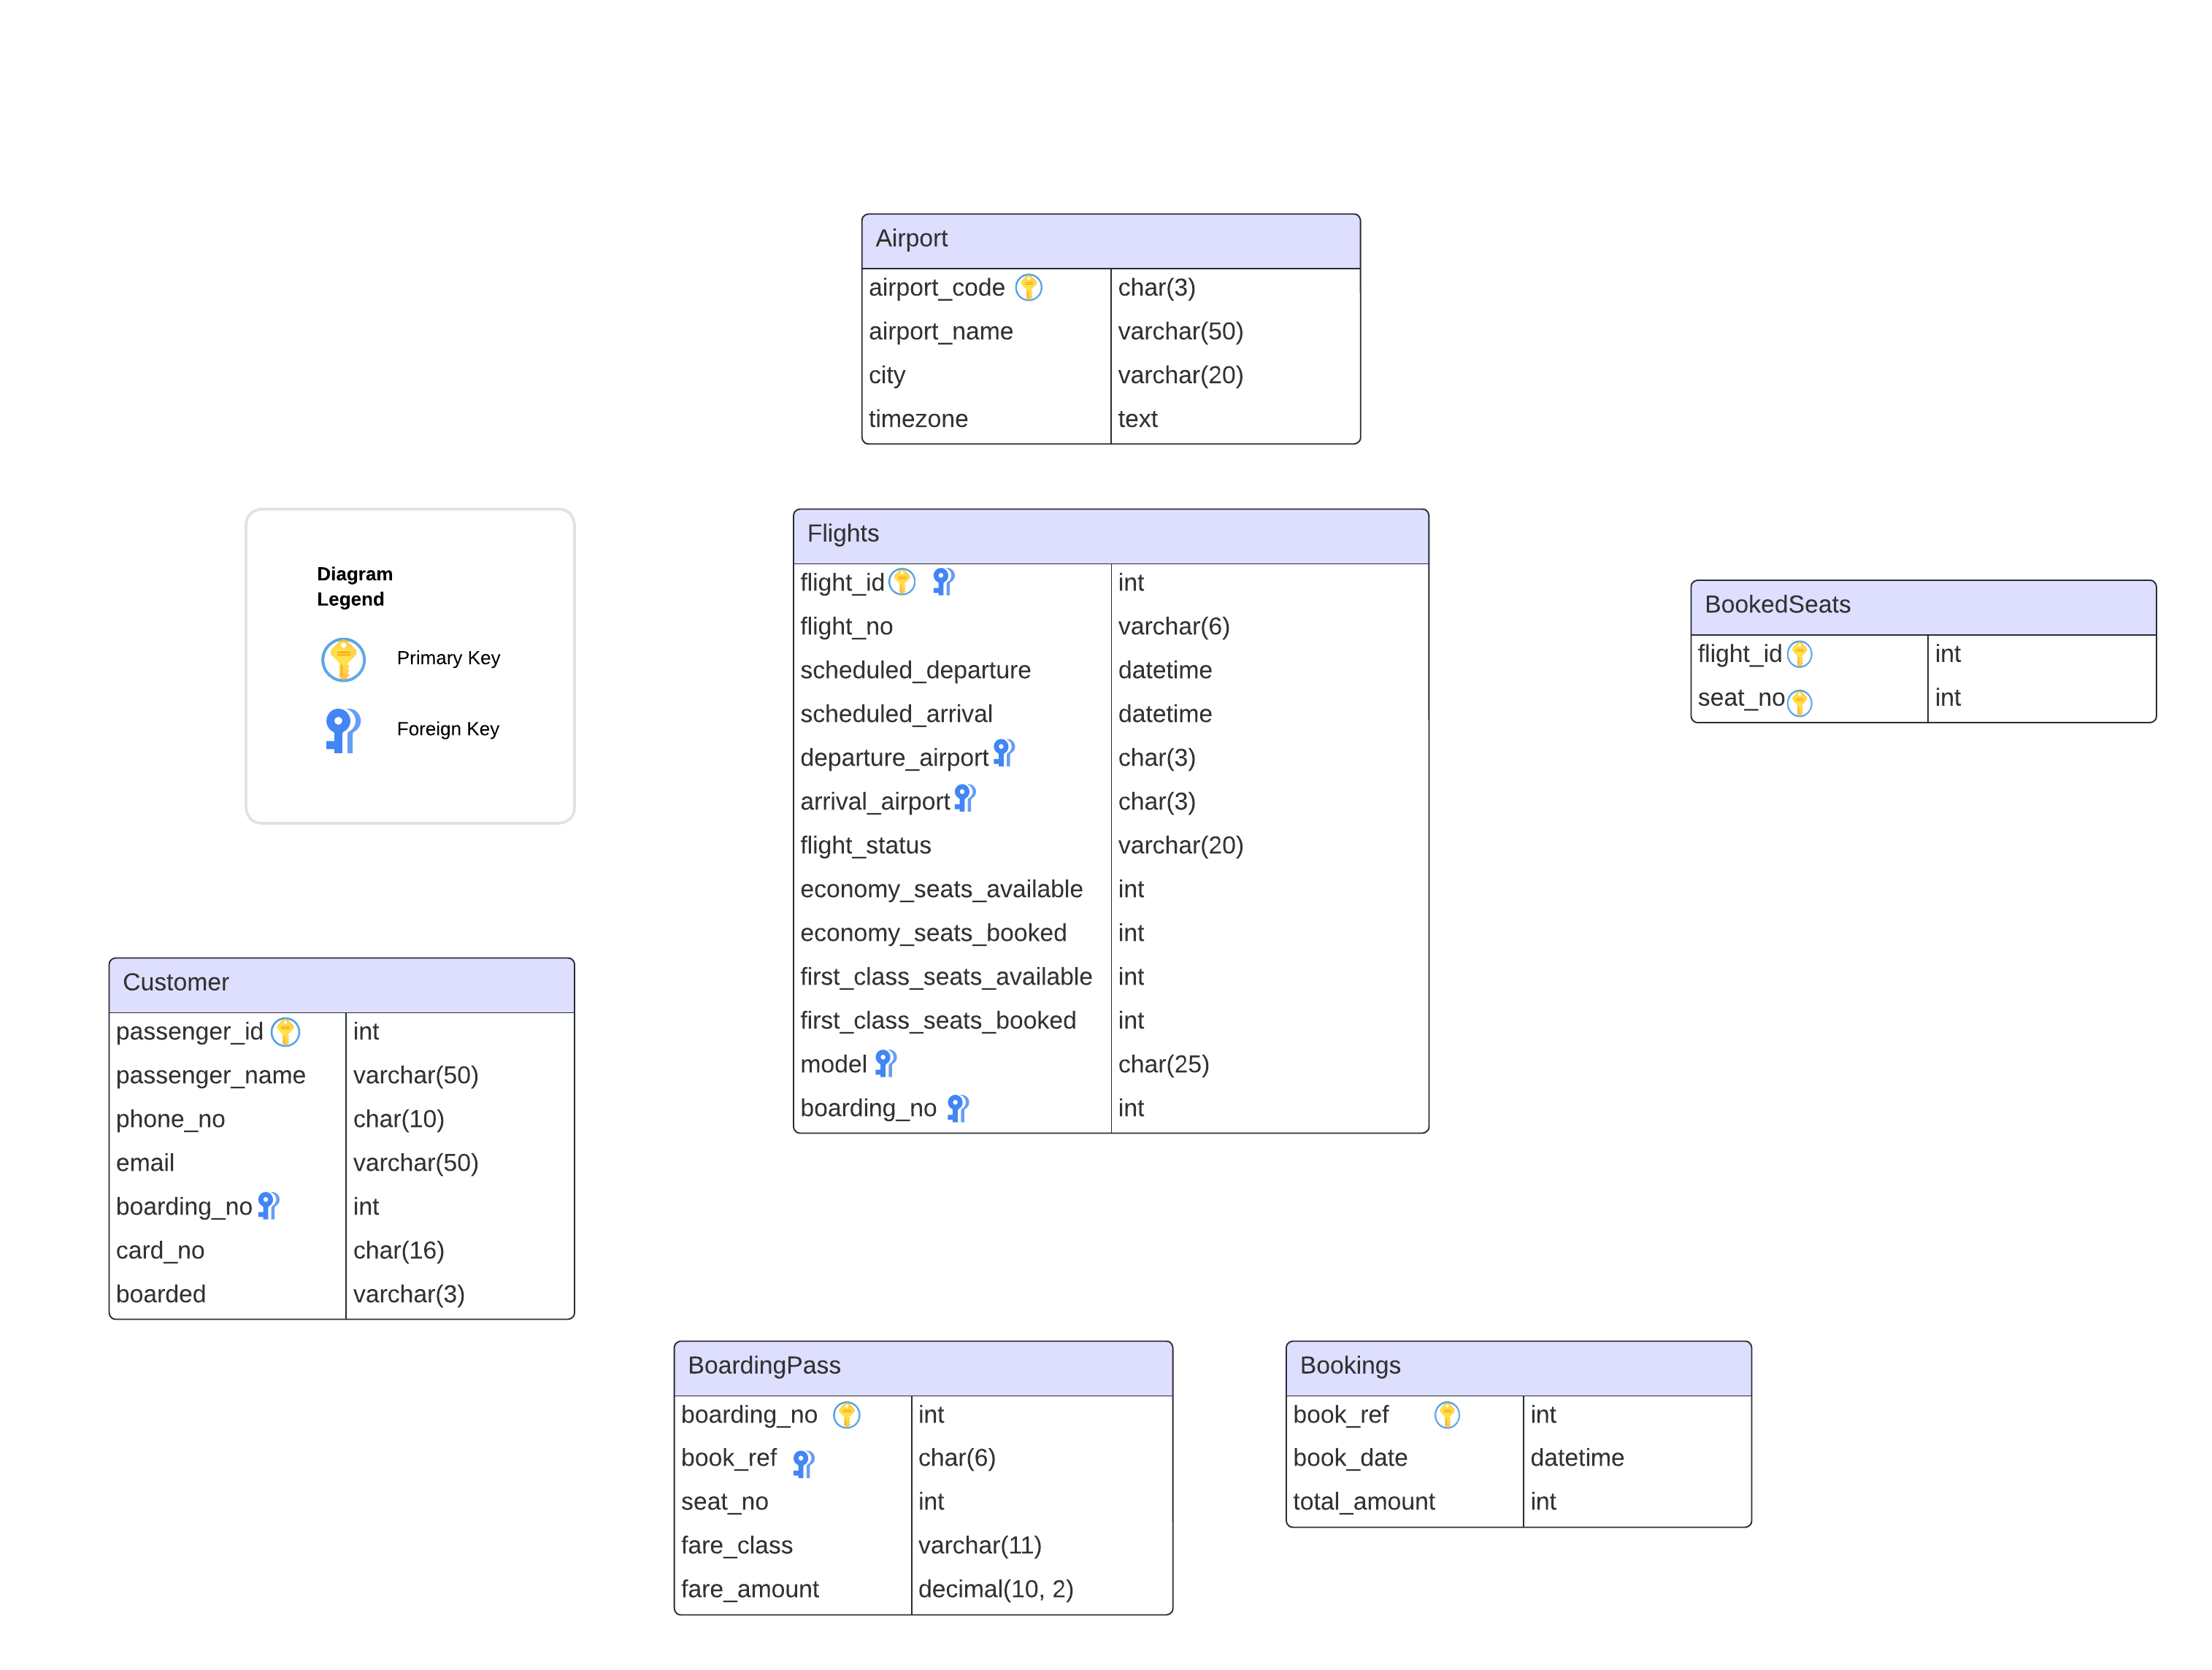 Airport
airport_code char(3)
airport_name varchar(50)
city varchar(20)
timezone text
Diagram
Legend
Primary Key
Foreign Key
Flights
flight_id int
flight_no varchar(6)
scheduled_departure datetime
scheduled_arrival datetime
departure_airport char(3)
arrival_airport char(3)
flight_status varchar(20)
economy_seats_available int
economy_seats_booked int
first_class_seats_available int
first_class_seats_booked int
model char(25)
boarding_no int
BookedSeats
flight_id int
seat_no int
Customer
passenger_id int
passenger_name varchar(50)
phone_no char(10)
email varchar(50)
boarding_no int
card_no char(16)
boarded varchar(3)
BoardingPass
boarding_no int
book_ref char(6)
seat_no int
fare_class varchar(11)
fare_amount decimal(10, 2)
Bookings
book_ref int
book_date datetime
total_amount int